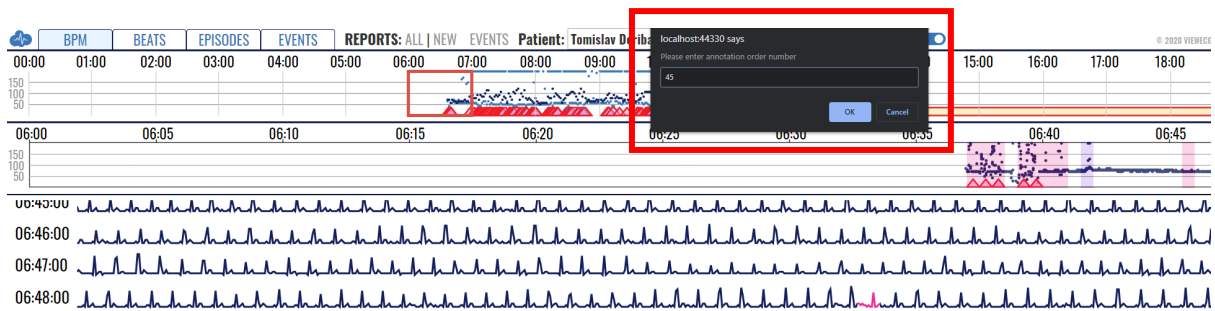 BPM BEATS EPISODES EVENTS REPORTS: ALL | NEW EVENTS Patient: Tomislav
localhost:44330 says
Please enter annotation order number
45
OK Cancel
© 2020 VIEWECG
00:00 01:00 02:00 03:00 04:00 05:00 06:00 07:00 08:00 09:00 15:00 16:00 17:00 18:00
150
100
50
06:00 06:05 06:10 06:15 06:20 06:25 06:30 06:35 06:40 06:45
150
100
50
06:45:00
06:46:00
06:47:00
06:48:00